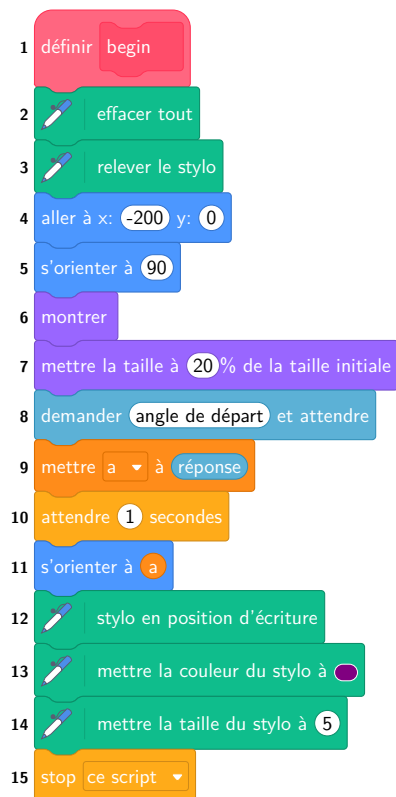 1 définir begin
2 effacer tout
3 relever le stylo
4 aller à x: -200 y: 0
5 s'orienter à 90
6 montrer
7 mettre la taille à 20 % de la taille initiale
8 demander angle de départ et attendre
9 mettre a à réponse
10 attendre 1 secondes
11 s'orienter à a
12 stylo en position d'écriture
13 mettre la couleur du stylo à
14 mettre la taille du stylo à 5
15 stop ce script